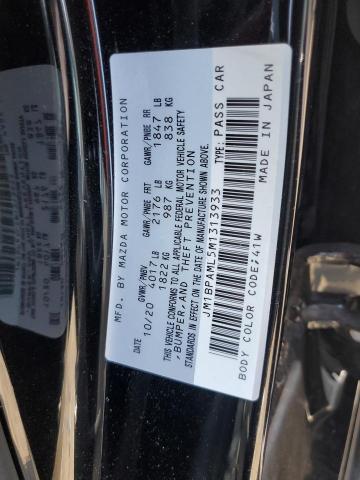 MFD. BY MAZDA MOTOR CORPORATION
DATE GVWR/PNBV GAWR/PNBE FRT GAWR/PNBE RR
10/20 4017LB 2176 LB 1847 LB
1822 KG 987 KG 838 KG
THIS VEHICLE CONFORMS TO ALL APPLICABLE FEDERAL MOTOR VEHICLE SAFETY
, BUMPER, AND THEFT PREVENTION
STANDARDS IN EFFECT ON THE DATE OF MANUFACTURE SHOWN ABOVE.
JM1BPAML5M1313933 TYPE: PASS CAR
BODY COLOR CODE:41W MADE IN JAPAN